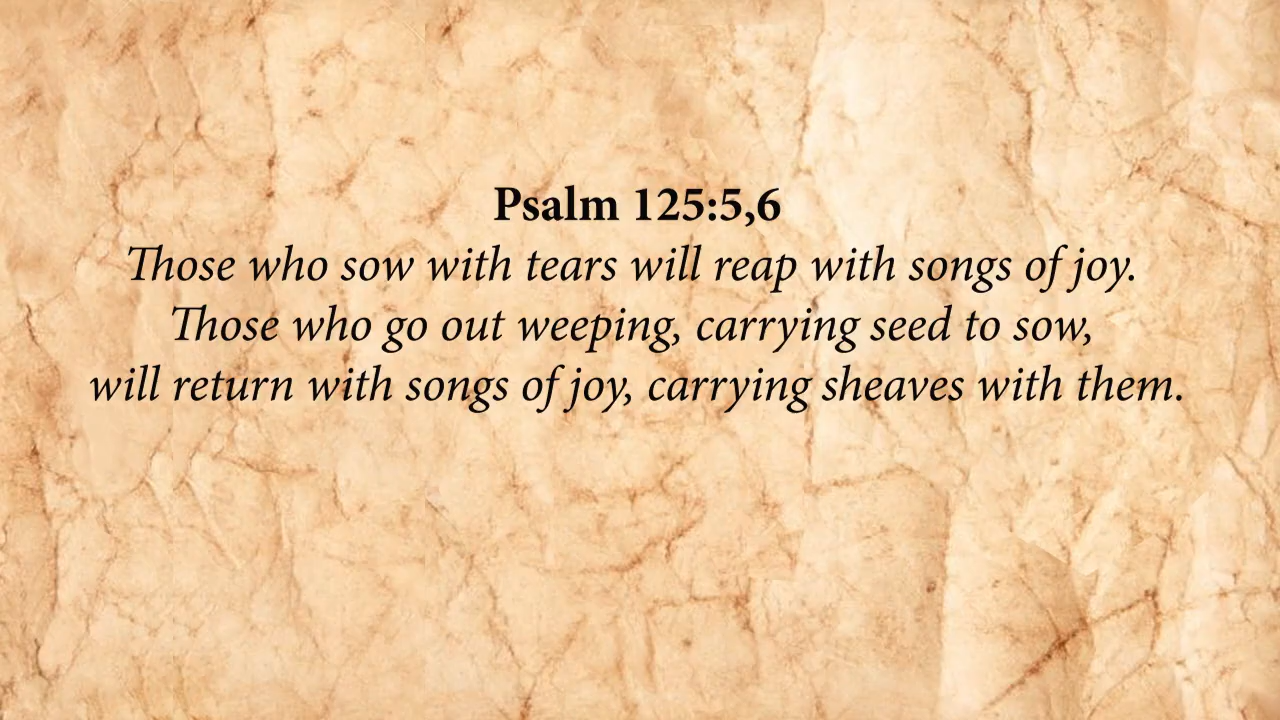 Psalm 125:5,6
Those who sow with tears will reap with songs of joy.
Those who go out weeping, carrying seed to sow,
will return with songs of joy, carrying sheaves with them.